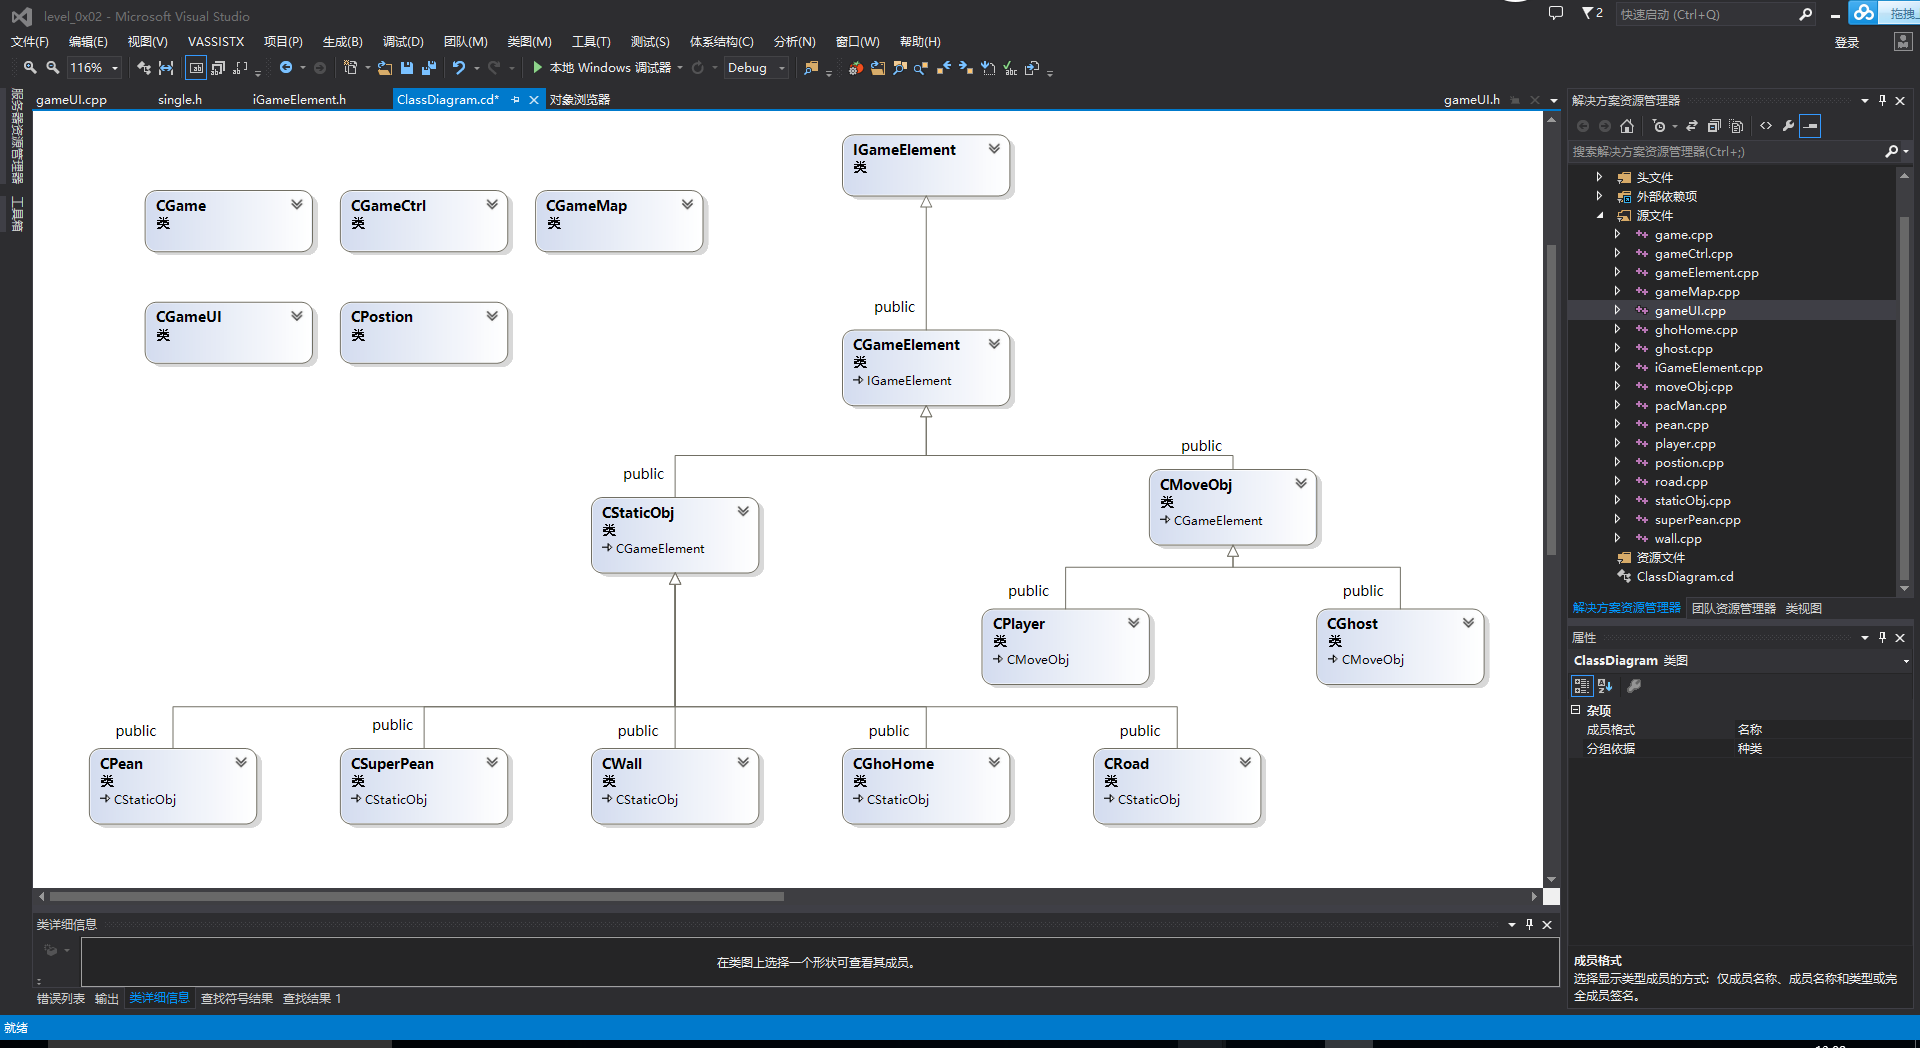 level_0x02 - Microsoft Visual Studio
2
快速启动 (Ctrl+Q)
拖拽
文件(F) 编辑(E) 视图(V) VASSISTX 项目(P) 生成(B) 调试(D) 团队(M) 类图(M) 工具(T) 测试(S) 体系结构(C) 分析(N) 窗口(W) 帮助(H)
登录
116% 本地 Windows 调试器 Debug
服务器资源管理器
工具箱
gameUI.cpp single.h iGameElement.h ClassDiagram.cd* 对象浏览器 gameUI.h
IGameElement
类
CGame
类
CGameCtrl
类
CGameMap
类
CGameUI
类
CPostion
类
public
CGameElement
类
IGameElement
public
public
CStaticObj
类
CGameElement
CMoveObj
类
CGameElement
public
public
CPlayer
类
CMoveObj
CGhost
类
CMoveObj
public
public
public
public
public
CPean
类
CStaticObj
CSuperPean
类
CStaticObj
CWall
类
CStaticObj
CGhoHome
类
CStaticObj
CRoad
类
CStaticObj
类详细信息
在类图上选择一个形状可查看其成员。
错误列表 输出 类详细信息 查找符号结果 查找结果 1
就绪
解决方案资源管理器
搜索解决方案资源管理器(Ctrl+;)
头文件
外部依赖项
源文件
game.cpp
gameCtrl.cpp
gameElement.cpp
gameMap.cpp
gameUI.cpp
ghoHome.cpp
ghost.cpp
iGameElement.cpp
moveObj.cpp
pacMan.cpp
pean.cpp
player.cpp
postion.cpp
road.cpp
staticObj.cpp
superPean.cpp
wall.cpp
资源文件
ClassDiagram.cd
解决方案资源管理器 团队资源管理器 类视图
属性
ClassDiagram 类图
杂项
成员格式 名称
分组依据 种类
成员格式
选择显示类型成员的方式: 仅成员名称、成员名称和类型或完
全成员签名。